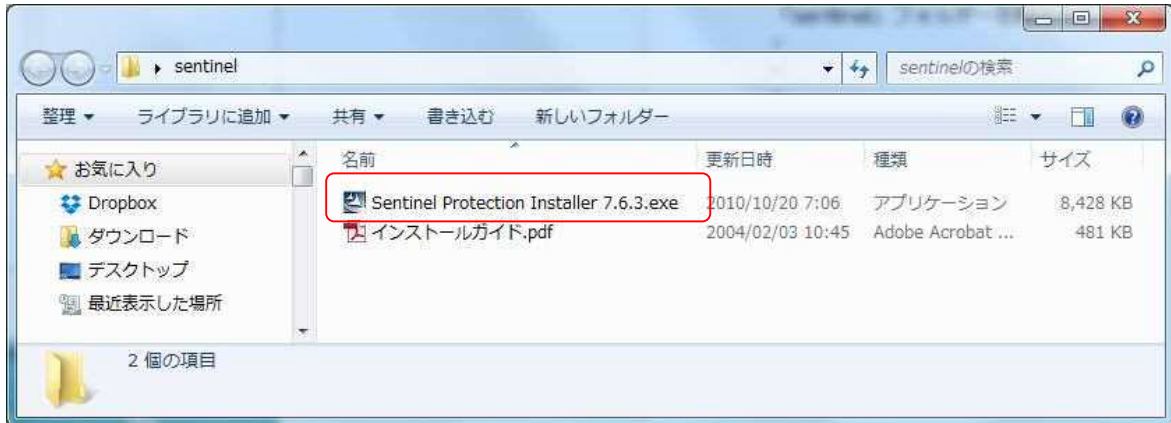 sentinel
sentinelの検索
整理 ライブラリに追加 共有 書き込む 新しいフォルダー
お気に入り
Dropbox
ダウンロード
デスクトップ
最近表示した場所
名前 更新日時 種類 サイズ
Sentinel Protection Installer 7.6.3.exe 2010/10/20 7:06 アプリケーション 8,428 KB
インストールガイド.pdf 2004/02/03 10:45 Adobe Acrobat ... 481 KB
2 個の項目